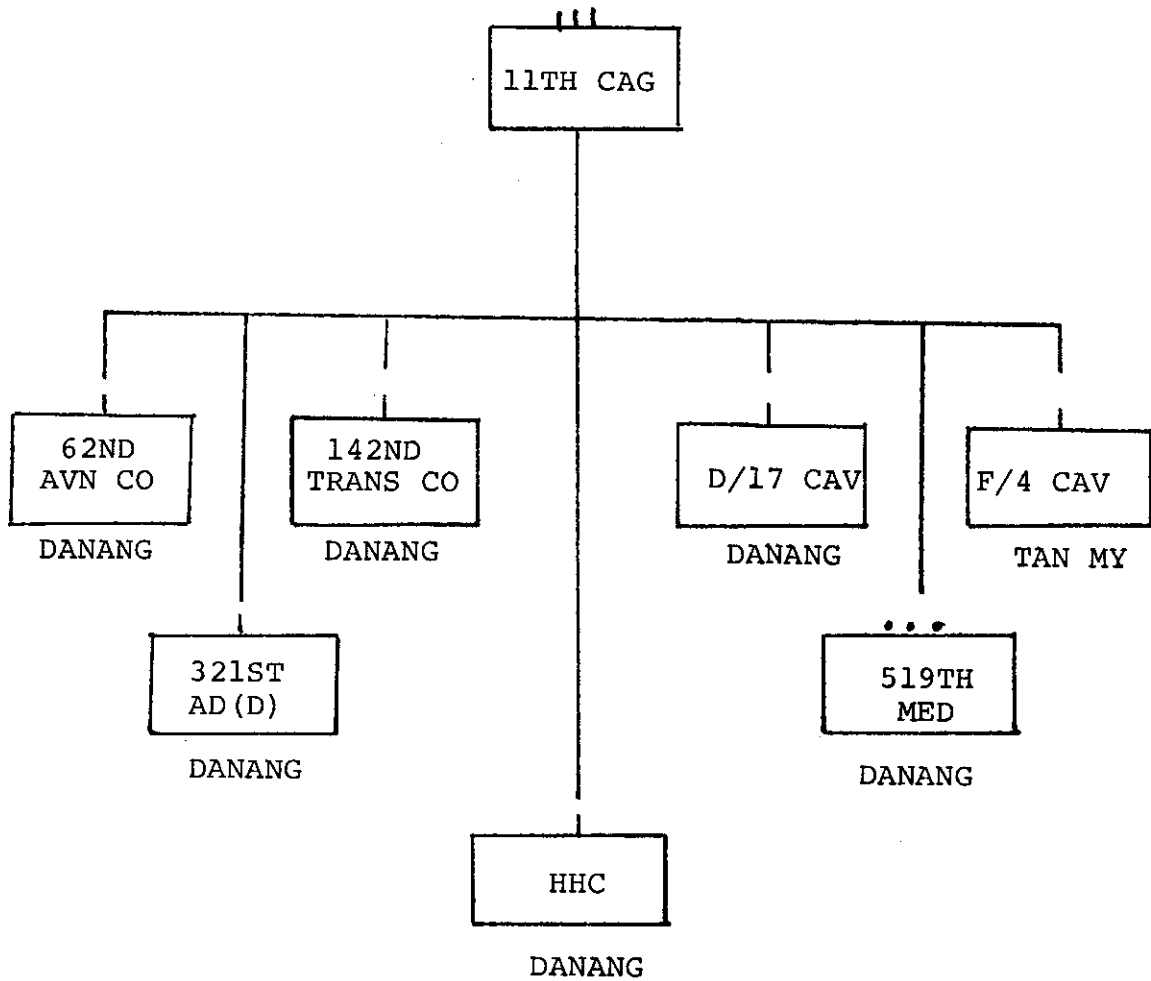 11TH CAG
62ND
AVN CO
DANANG
142ND
TRANS CO
DANANG
D/17 CAV
DANANG
F/4 CAV
TAN MY
321ST
AD(D)
DANANG
519TH
MED
DANANG
HHC
DANANG